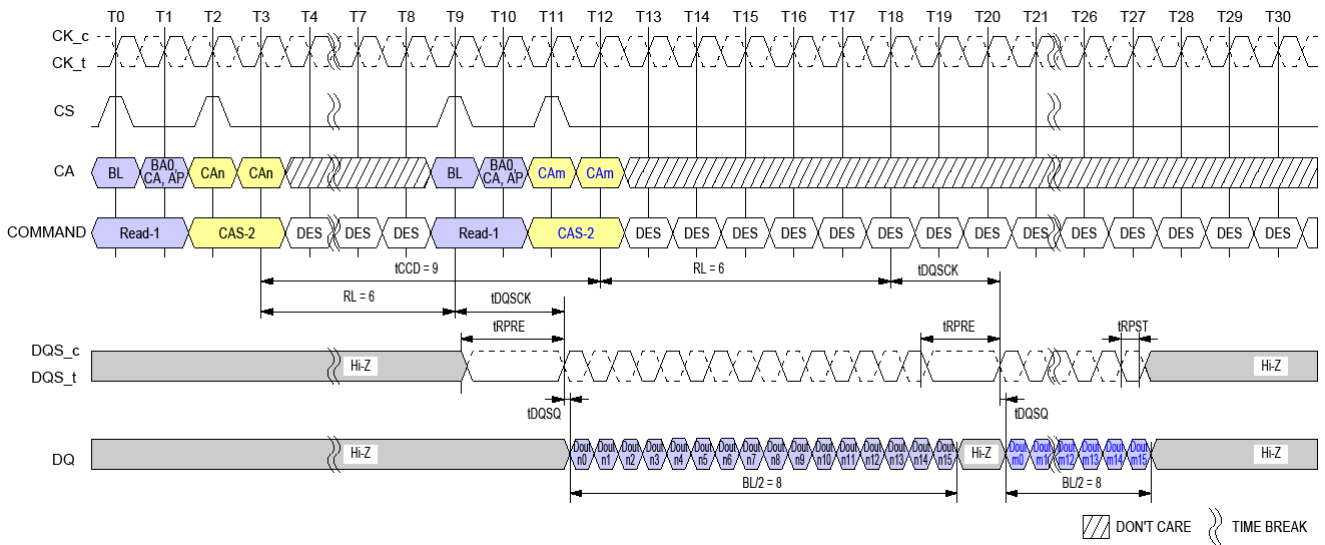 T0 T1 T2 T3 T4 T7 T8 T9 T10 T11 T12 T13 T14 T15 T16 T17 T18 T19 T20 T21 T26 T27 T28 T29 T30
CK_c
CK_t
CS
CA BL BA0, CA, AP CAn CAn BL BA0, CA, AP CAm CAm
COMMAND Read-1 CAS-2 DES DES DES Read-1 CAS-2 DES DES DES DES DES DES DES DES DES DES DES DES DES DES
tCCD = 9 RL = 6 tDQSCK
RL = 6 tDQSCK
tRPRE tRPRE tRPST
DQS_c
DQS_t
Hi-Z Hi-Z
tDQSQ tDQSQ
DQ Hi-Z Dout n0 Dout n1 Dout n2 Dout n3 Dout n4 Dout n5 Dout n6 Dout n7 Dout n8 Dout n9 Dout n10 Dout n11 Dout n12 Dout n13 Dout n14 Dout n15 Hi-Z Dout m0 Dout m10 Dout m12 Dout m13 Dout m14 Dout m15 Hi-Z
BL/2 = 8 BL/2 = 8
DON'T CARE TIME BREAK